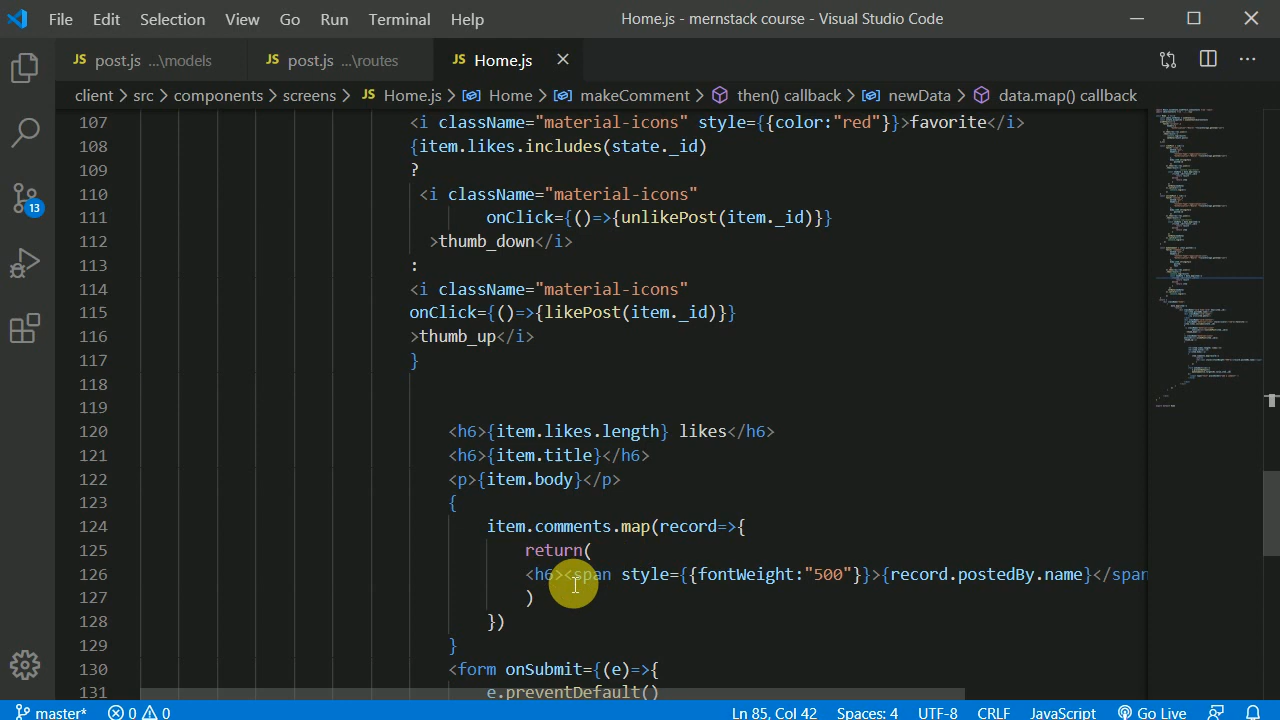 File Edit Selection View Go Run Terminal Help Home.js - mernstack course - Visual Studio Code
JS post.js ...\models JS post.js ...\routes JS Home.js
client > src > components > screens > JS Home.js > Home > makeComment > then() callback > newData > data.map() callback
107 <i className="material-icons" style={{color:"red"}}>favorite</i>
108 {item.likes.includes(state._id)
109 ?
110 <i className="material-icons"
111 onClick={()=>{unlikePost(item._id)}}
112 >thumb_down</i>
113 :
114 <i className="material-icons"
115 onClick={()=>{likePost(item._id)}}
116 >thumb_up</i>
117 }
118
119
120 <h6>{item.likes.length} likes</h6>
121 <h6>{item.title}</h6>
122 <p>{item.body}</p>
123 {
124 item.comments.map(record=>{
125 return(
126 <h6><span style={{fontWeight:"500"}}>{record.postedBy.name}</span
127 )
128 })
129 }
130 <form onSubmit={(e)=>{
131 e.preventDefault()
13
master* 0 0 Ln 85, Col 42 Spaces: 4 UTF-8 CRLF JavaScript Go Live